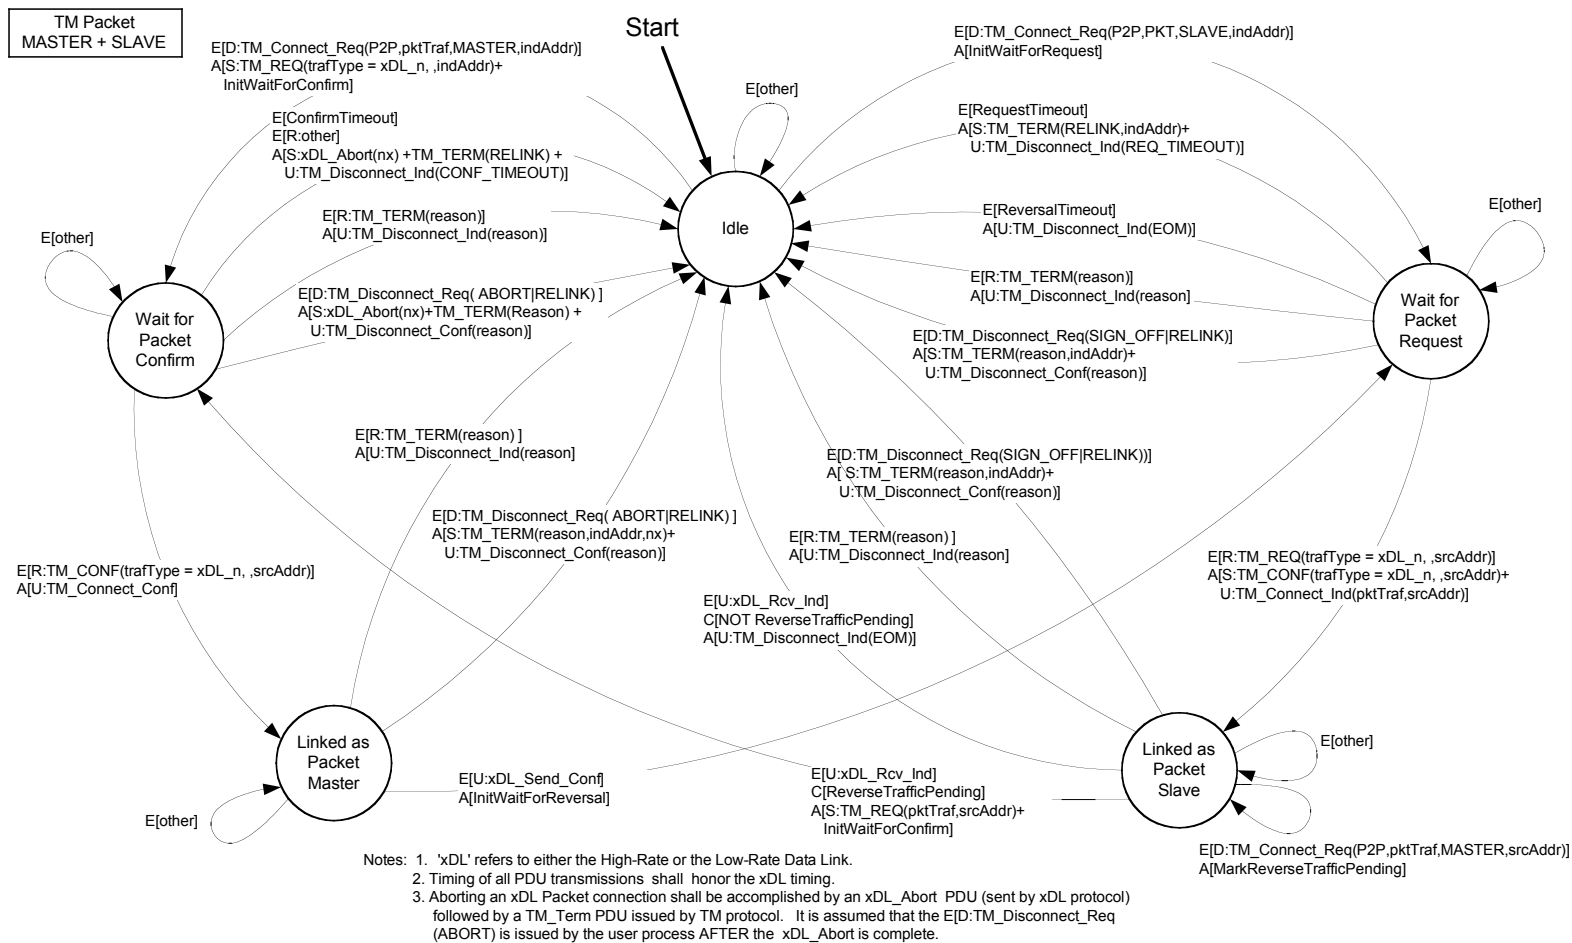 TM Packet
MASTER + SLAVE
Start
E[D:TM_Connect_Req(P2P,pktTraf,MASTER,indAddr)]
A[S:TM_REQ(trafType = xDL_n, ,indAddr)+
InitWaitForConfirm]
E[D:TM_Connect_Req(P2P,PKT,SLAVE,indAddr)]
A[InitWaitForRequest]
E[other]
E[ConfirmTimeout]
E[R:other]
A[S:xDL_Abort(nx) +TM_TERM(RELINK) +
U:TM_Disconnect_Ind(CONF_TIMEOUT)]
E[RequestTimeout]
A[S:TM_TERM(RELINK,indAddr)+
U:TM_Disconnect_Ind(REQ_TIMEOUT)]
E[R:TM_TERM(reason)]
A[U:TM_Disconnect_Ind(reason)]
Idle
E[ReversalTimeout]
A[U:TM_Disconnect_Ind(EOM)]
E[other]
E[other]
E[R:TM_TERM(reason)]
A[U:TM_Disconnect_Ind(reason]
E[D:TM_Disconnect_Req( ABORT|RELINK) ]
A[S:xDL_Abort(nx)+TM_TERM(Reason) +
U:TM_Disconnect_Conf(reason)]
Wait for
Packet
Confirm
Wait for
Packet
Request
E[D:TM_Disconnect_Req(SIGN_OFF|RELINK)]
A[S:TM_TERM(reason,indAddr)+
U:TM_Disconnect_Conf(reason)]
E[R:TM_TERM(reason) ]
A[U:TM_Disconnect_Ind(reason]
E[D:TM_Disconnect_Req(SIGN_OFF|RELINK))]
A[ S:TM_TERM(reason,indAddr)+
U:TM_Disconnect_Conf(reason)]
E[D:TM_Disconnect_Req( ABORT|RELINK) ]
A[S:TM_TERM(reason,indAddr,nx)+
U:TM_Disconnect_Conf(reason)]
E[R:TM_TERM(reason) ]
A[U:TM_Disconnect_Ind(reason]
E[R:TM_CONF(trafType = xDL_n, ,srcAddr)]
A[U:TM_Connect_Conf]
E[R:TM_REQ(trafType = xDL_n, ,srcAddr)]
A[S:TM_CONF(trafType = xDL_n, ,srcAddr)+
U:TM_Connect_Ind(pktTraf,srcAddr)]
E[U:xDL_Rcv_Ind]
C[NOT ReverseTrafficPending]
A[U:TM_Disconnect_Ind(EOM)]
Linked as
Packet
Master
Linked as
Packet
Slave
E[other]
E[U:xDL_Send_Conf]
A[InitWaitForReversal]
E[U:xDL_Rcv_Ind]
C[ReverseTrafficPending]
A[S:TM_REQ(pktTraf,srcAddr)+
InitWaitForConfirm]
E[other]
E[D:TM_Connect_Req(P2P,pktTraf,MASTER,srcAddr)]
A[MarkReverseTrafficPending]
Notes: 1. 'xDL' refers to either the High-Rate or the Low-Rate Data Link.
2. Timing of all PDU transmissions shall honor the xDL timing.
3. Aborting an xDL Packet connection shall be accomplished by an xDL_Abort PDU (sent by xDL protocol)
followed by a TM_Term PDU issued by TM protocol. It is assumed that the E[D:TM_Disconnect_Req
(ABORT) is issued by the user process AFTER the xDL_Abort is complete.